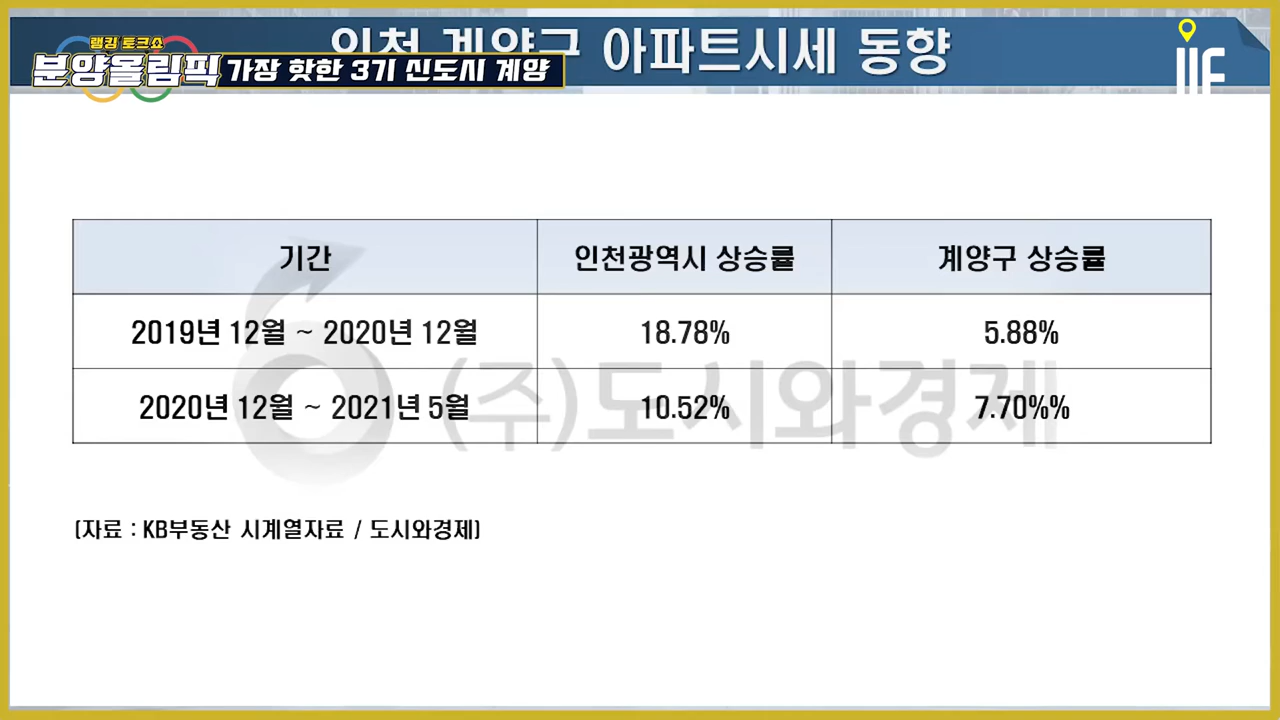 인천 계양구 아파트시세 동향
랭킹 토크쇼
분양올림픽 가장 핫한 3기 신도시 계양
IIF
기간 인천광역시 상승률 계양구 상승률
2019년 12월 ~ 2020년 12월 18.78% 5.88%
2020년 12월 ~ 2021년 5월 10.52% 7.70%%
(주)도시와경제
(자료 : KB부동산 시계열자료 / 도시와경제)